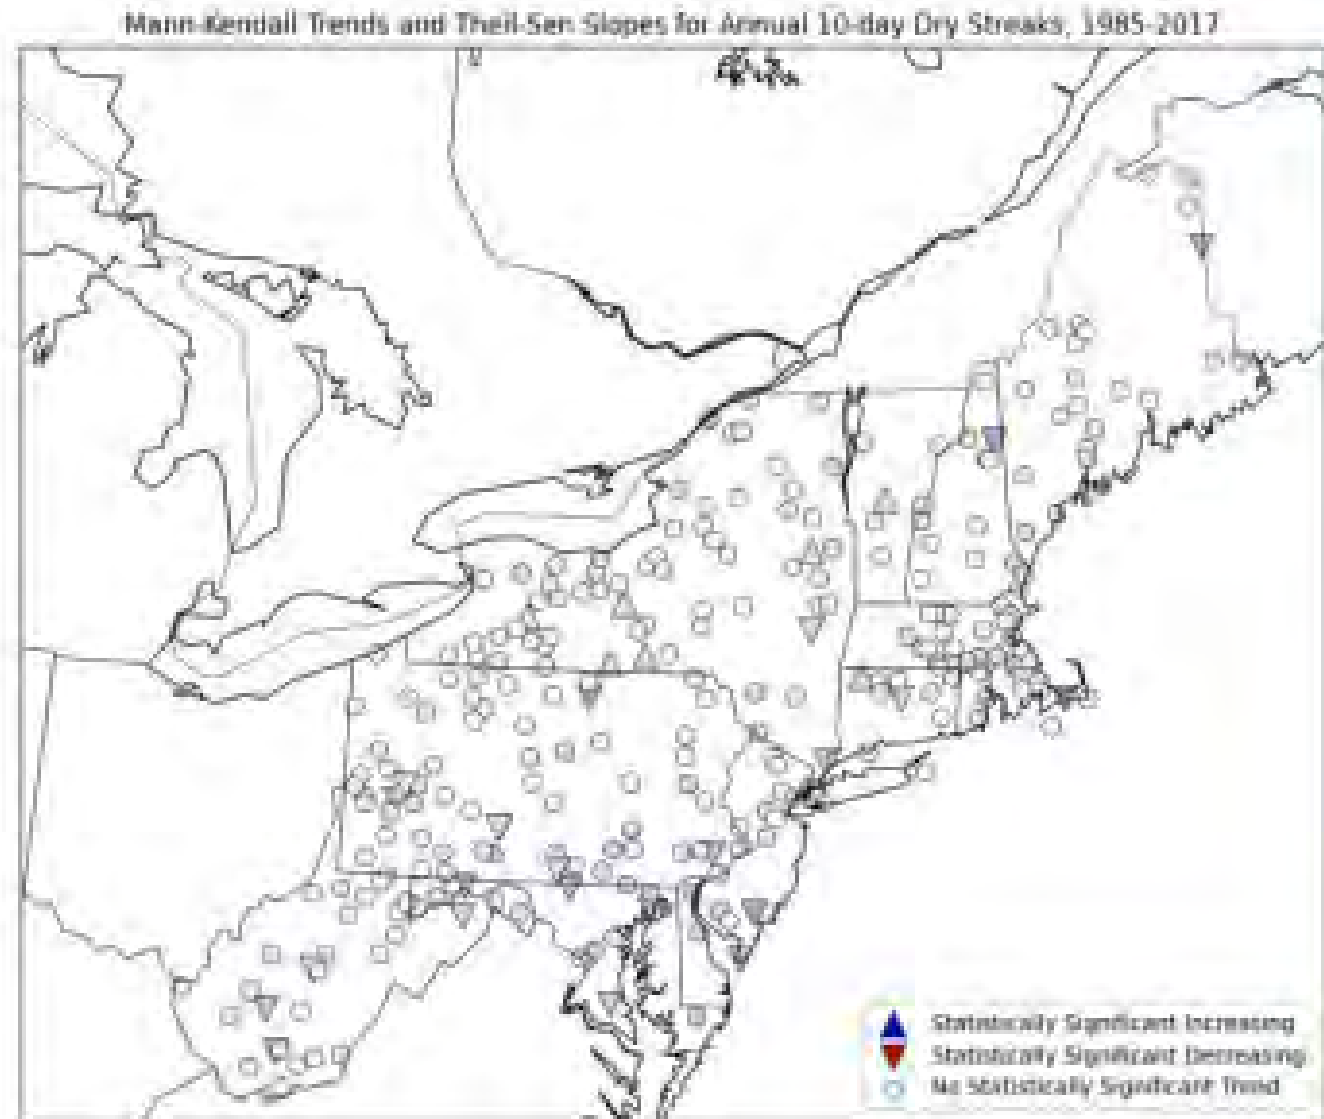 Mann-Kendall Trends and Theil-Sen Slopes for Annual 10-day Dry Streaks, 1985-2017
Statistically Significant Increasing
Statistically Significant Decreasing
No Statistically Significant Trend